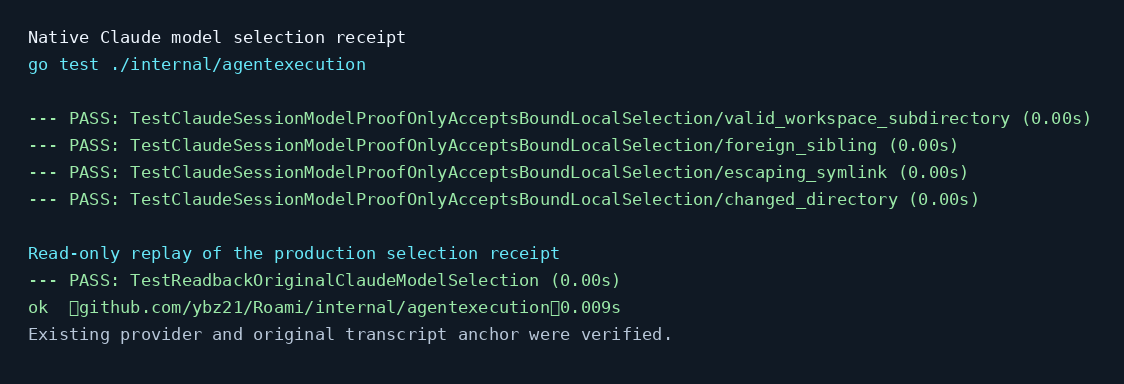 Native Claude model selection receipt
go test ./internal/agentexecution
--- PASS: TestClaudeSessionModelProofOnlyAcceptsBoundLocalSelection/valid_workspace_subdirectory (0.00s)
--- PASS: TestClaudeSessionModelProofOnlyAcceptsBoundLocalSelection/foreign_sibling (0.00s)
--- PASS: TestClaudeSessionModelProofOnlyAcceptsBoundLocalSelection/escaping_symlink (0.00s)
--- PASS: TestClaudeSessionModelProofOnlyAcceptsBoundLocalSelection/changed_directory (0.00s)
Read-only replay of the production selection receipt
--- PASS: TestReadbackOriginalClaudeModelSelection (0.00s)
ok  ▯github.com/ybz21/Roami/internal/agentexecution▯0.009s
Existing provider and original transcript anchor were verified.